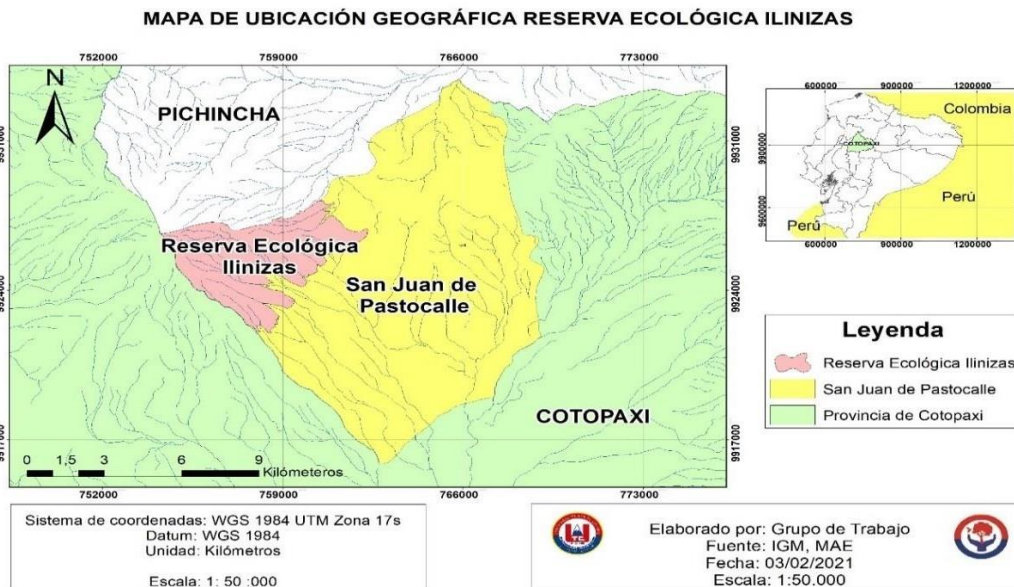 MAPA DE UBICACIÓN GEOGRÁFICA RESERVA ECOLÓGICA ILINIZAS
752000 759000 766000 773000
N
PICHINCHA
9931000
9931000
Reserva Ecológica
Ilinizas
San Juan de
Pastocalle
9924000
9924000
COTOPAXI
9917000
9917000
0 1,5 3 6 9
Kilómeteros
752000 759000 766000 773000
600000 900000 1200000
Colombia
COTOPAXI
Perú
Perú
9900000
9600000
600000 900000 1200000
Leyenda
Reserva Ecológica Ilinizas
San Juan de Pastocalle
Provincia de Cotopaxi
Sistema de coordenadas: WGS 1984 UTM Zona 17s
Datum: WGS 1984
Unidad: Kilómetros
Escala: 1: 50 :000
Elaborado por: Grupo de Trabajo
Fuente: IGM, MAE
Fecha: 03/02/2021
Escala: 1:50.000